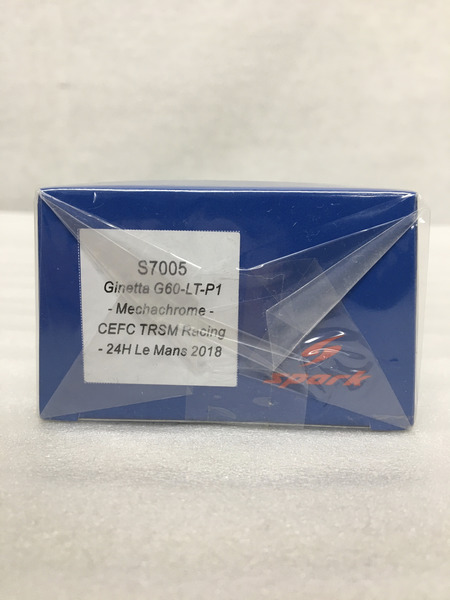 S7005
Ginetta G60-LT-P1
- Mechachrome -
CEFC TRSM Racing
- 24H Le Mans 2018
spark